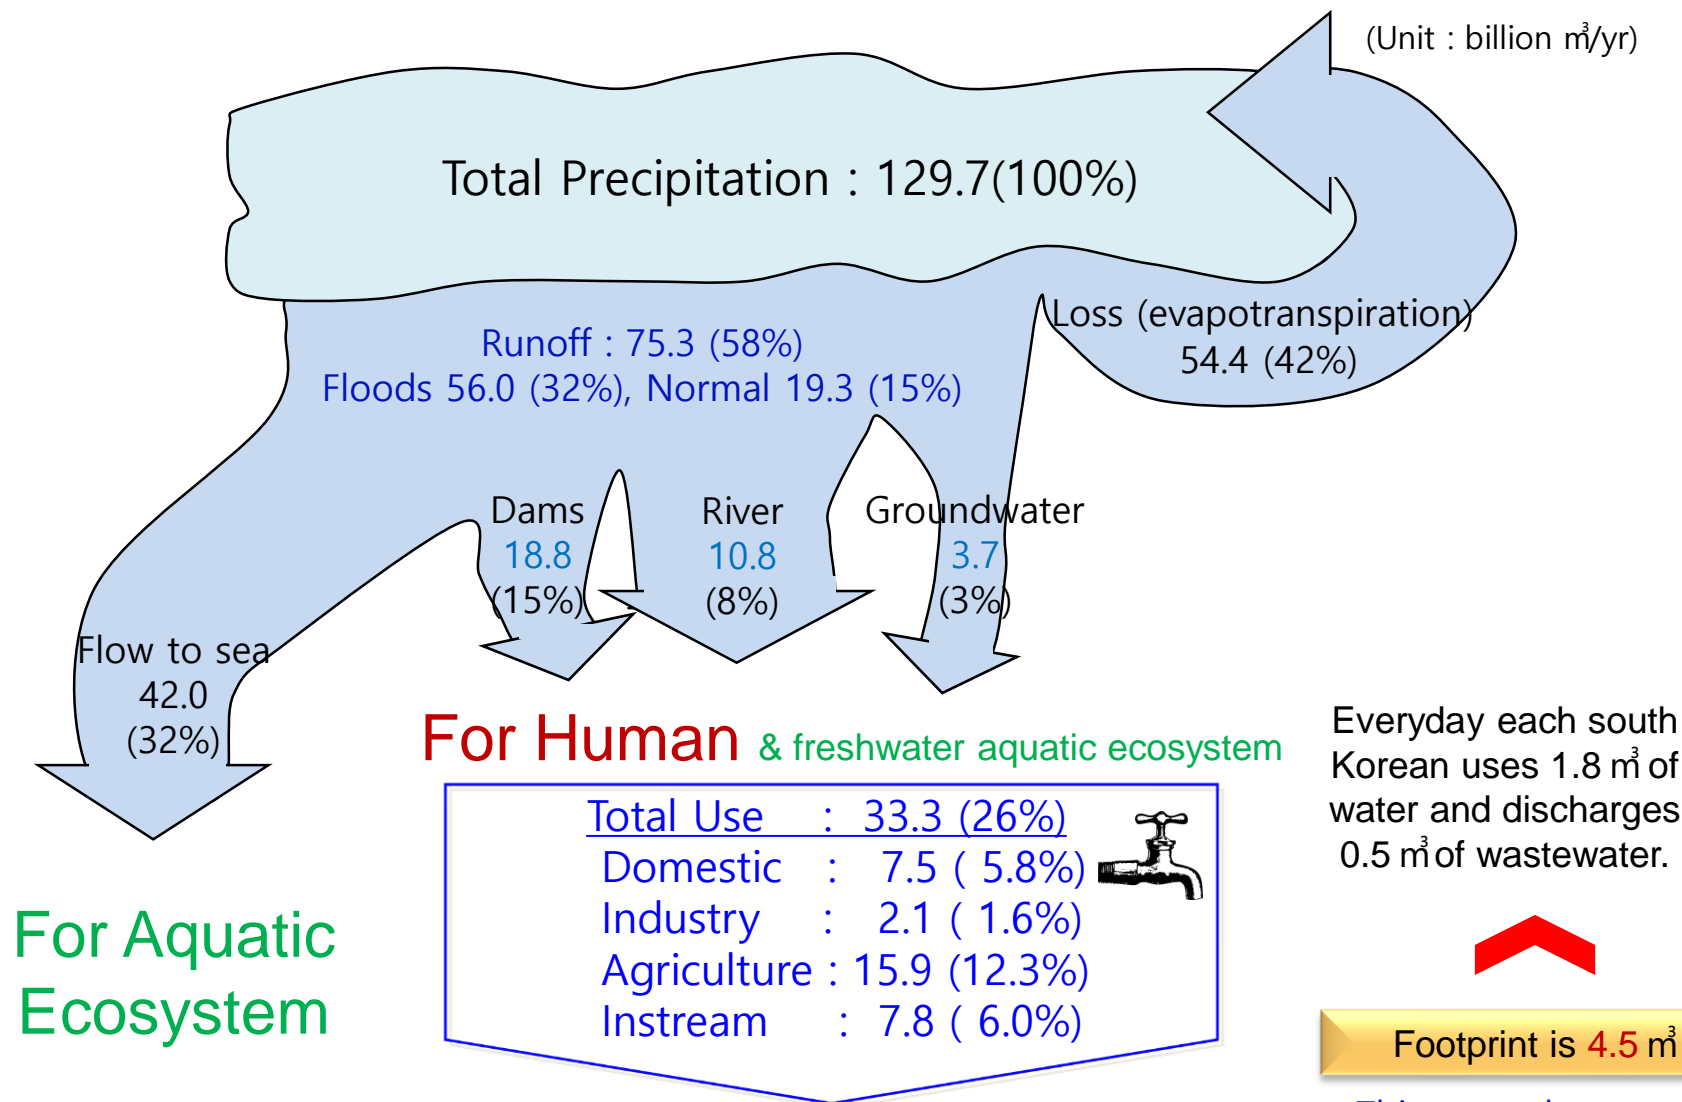 (Unit : billion ㎥/yr)
Total Precipitation : 129.7(100%)
Loss (evapotranspiration)
54.4 (42%)
Runoff : 75.3 (58%)
Floods 56.0 (32%), Normal 19.3 (15%)
Dams
18.8
(15%)
River
10.8
(8%)
Groundwater
3.7
(3%)
Flow to sea
42.0
(32%)
For Human & freshwater aquatic ecosystem
Total Use : 33.3 (26%)
Domestic : 7.5 ( 5.8%)
Industry : 2.1 ( 1.6%)
Agriculture : 15.9 (12.3%)
Instream : 7.8 ( 6.0%)
For Aquatic
Ecosystem
Everyday each south
Korean uses 1.8 ㎥ of
water and discharges
0.5 ㎥ of wastewater.
Footprint is 4.5 ㎥